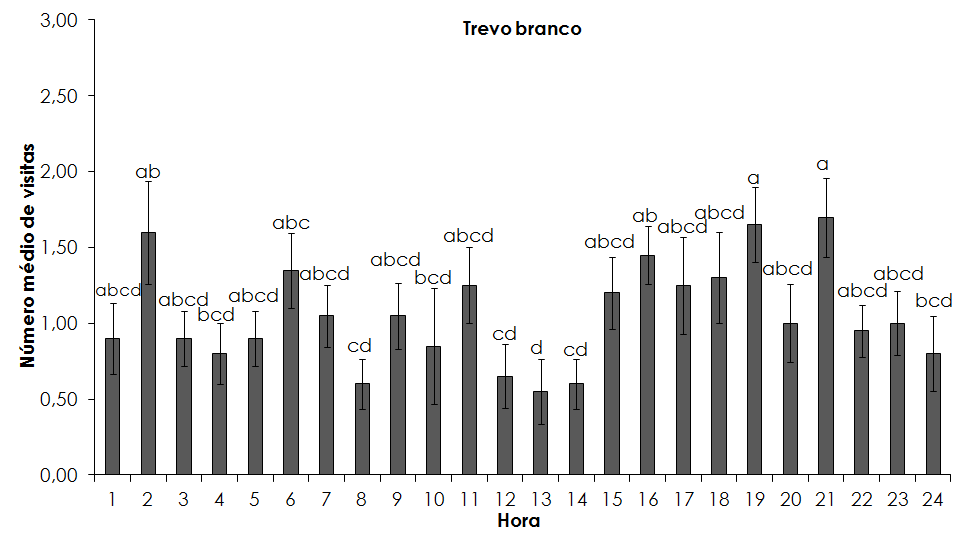 Trevo branco
Número médio de visitas
3,00
2,50
2,00
1,50
1,00
0,50
0,00
abcd ab abcd bcd abcd abc abcd cd abcd bcd abcd cd d cd abcd ab abcd abcd a abcd a abcd abcd bcd
1 2 3 4 5 6 7 8 9 10 11 12 13 14 15 16 17 18 19 20 21 22 23 24
Hora